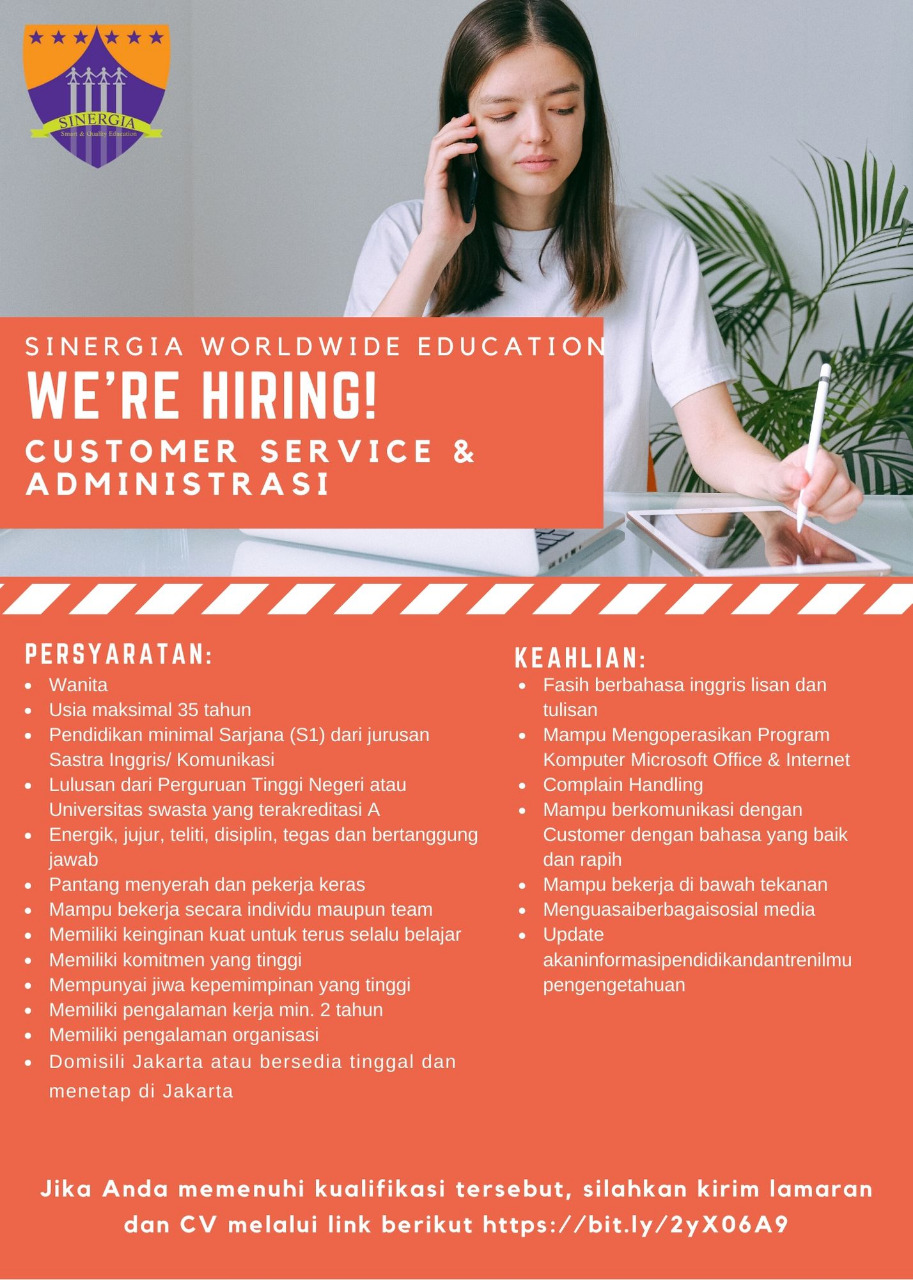 SINERGIA
Smart & Quality Education
SINERGIA WORLDWIDE EDUCATION
WE'RE HIRING!
CUSTOMER SERVICE &
ADMINISTRASI
PERSYARATAN:
• Wanita
• Usia maksimal 35 tahun
• Pendidikan minimal Sarjana (S1) dari jurusan
Sastra Inggris/ Komunikasi
• Lulusan dari Perguruan Tinggi Negeri atau
Universitas swasta yang terakreditasi A
• Energik, jujur, teliti, disiplin, tegas dan bertanggung
jawab
• Pantang menyerah dan pekerja keras
• Mampu bekerja secara individu maupun team
• Memiliki keinginan kuat untuk terus selalu belajar
• Memiliki komitmen yang tinggi
• Mempunyai jiwa kepemimpinan yang tinggi
• Memiliki pengalaman kerja min. 2 tahun
• Memiliki pengalaman organisasi
• Domisili Jakarta atau bersedia tinggal dan
menetap di Jakarta
KEAHLIAN:
• Fasih berbahasa inggris lisan dan
tulisan
• Mampu Mengoperasikan Program
Komputer Microsoft Office & Internet
• Complain Handling
• Mampu berkomunikasi dengan
Customer dengan bahasa yang baik
dan rapih
• Mampu bekerja di bawah tekanan
• Menguasaiberbagaisosial media
• Update
akaninformasipendidikandantrenilmu
pengengetahuan
Jika Anda memenuhi kualifikasi tersebut, silahkan kirim lamaran
dan CV melalui link berikut https://bit.ly/2yX06A9